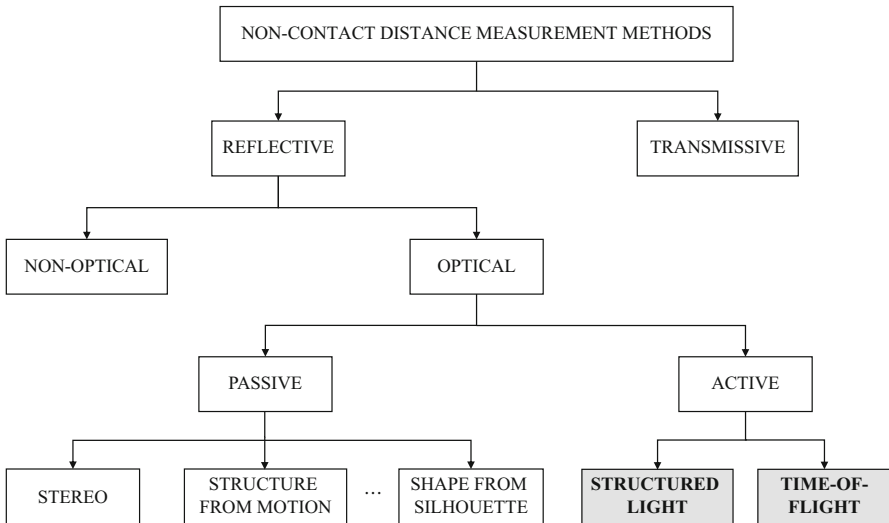 NON-CONTACT DISTANCE MEASUREMENT METHODS
REFLECTIVE
TRANSMISSIVE
NON-OPTICAL
OPTICAL
PASSIVE
ACTIVE
STEREO
STRUCTURE
FROM MOTION
...
SHAPE FROM
SILHOUETTE
STRUCTURED
LIGHT
TIME-OF-
FLIGHT